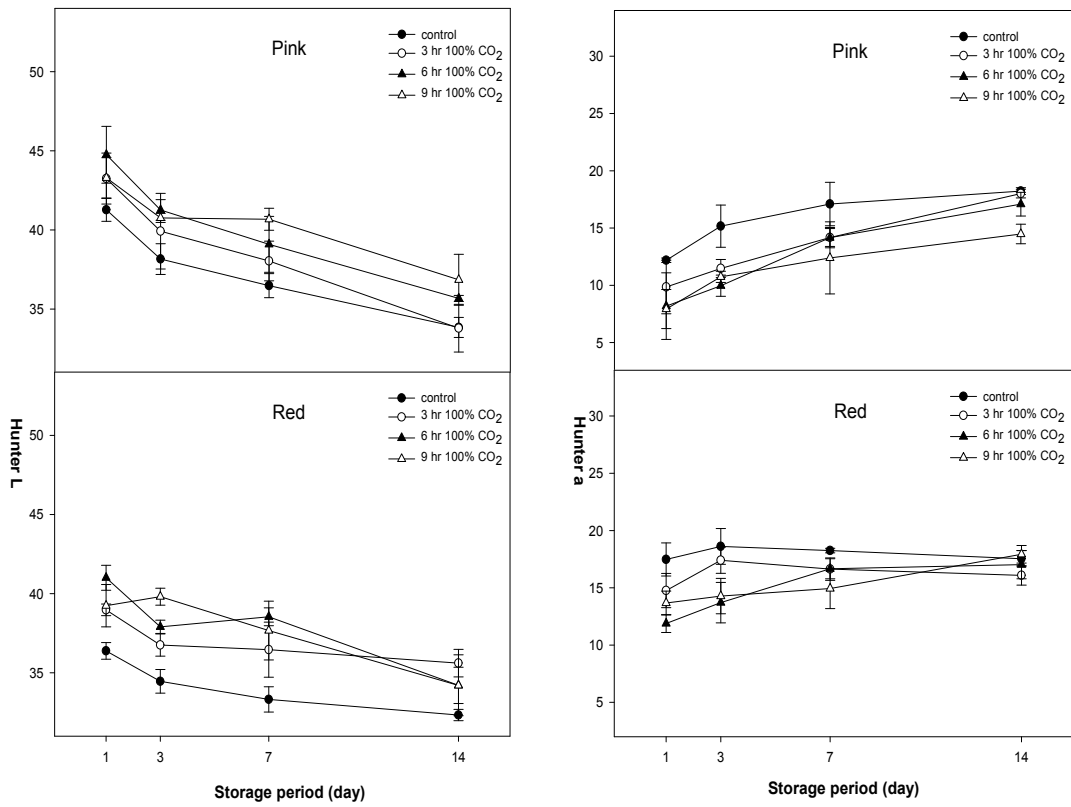 Pink
control
3 hr 100% CO2
6 hr 100% CO2
9 hr 100% CO2
50
45
40
35
Red
control
3 hr 100% CO2
6 hr 100% CO2
9 hr 100% CO2
50
45
40
35
Hunter L
1 3 7 14
Storage period (day)
Pink
control
3 hr 100% CO2
6 hr 100% CO2
9 hr 100% CO2
30
25
20
15
10
5
Red
control
3 hr 100% CO2
6 hr 100% CO2
9 hr 100% CO2
30
25
20
15
10
5
Hunter a
1 3 7 14
Storage period (day)